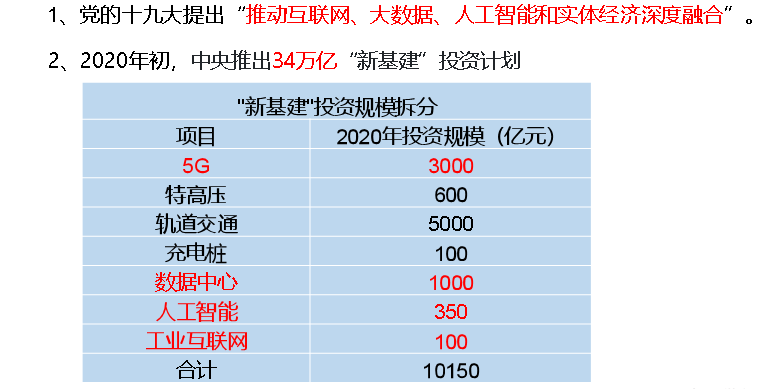 1、党的十九大提出“推动互联网、大数据、人工智能和实体经济深度融合”。
2、2020年初，中央推出34万亿“新基建”投资计划
"新基建"投资规模拆分
项目 2020年投资规模（亿元）
5G 3000
特高压 600
轨道交通 5000
充电桩 100
数据中心 1000
人工智能 350
工业互联网 100
合计 10150